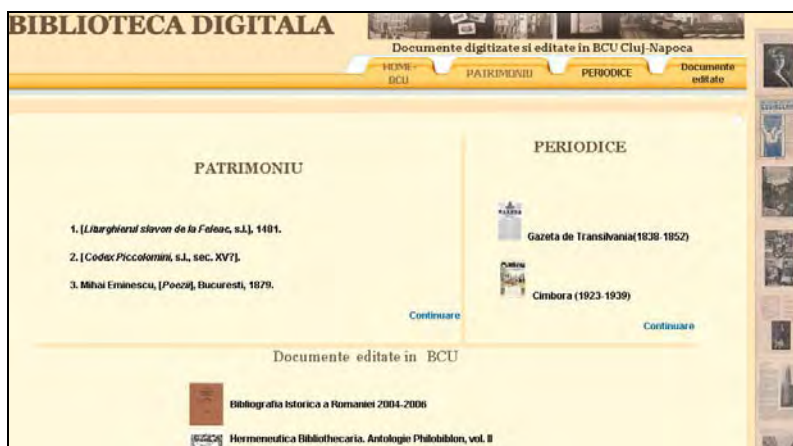 BIBLIOTECA DIGITALA
Documente digitizate si editate in BCU Cluj-Napoca
HOME-
BCU
PATRIMONIU
PERIODICE
Documente
editate
PATRIMONIU
1. [Liturghierul slavon de la Feleac, s.l.], 1481.
2. [Codex Piccolomini, s.l., sec. XV?].
3. Mihai Eminescu, [Poezii], Bucuresti, 1879.
Continuare
PERIODICE
Gazeta de Transilvania(1838-1852)
Cimbora (1923-1939)
Continuare
Documente editate in BCU
Bibliografia Istorica a Romaniei 2004-2006
Hermeneutica Bibliothecaria. Antologie Philobiblon, vol. II